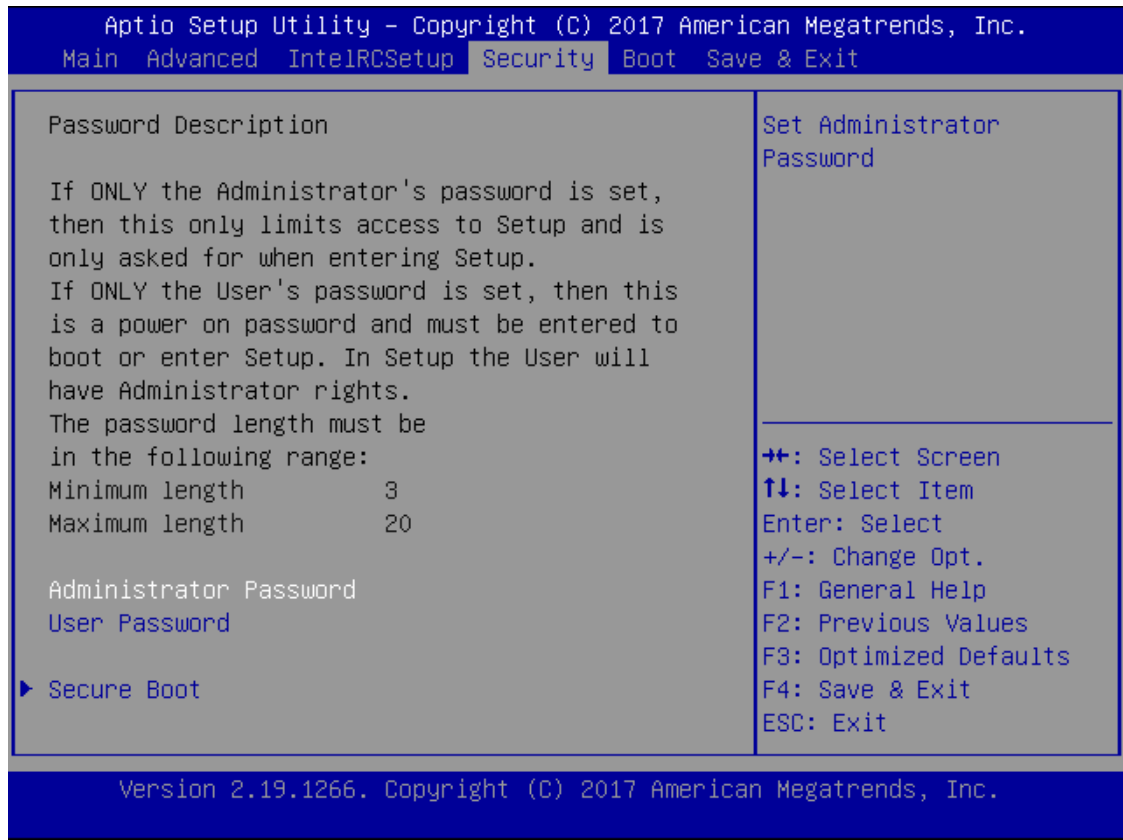 Aptio Setup Utility – Copyright (C) 2017 American Megatrends, Inc.
Main Advanced IntelRCSetup Security Boot Save & Exit
Password Description
If ONLY the Administrator's password is set,
then this only limits access to Setup and is
only asked for when entering Setup.
If ONLY the User's password is set, then this
is a power on password and must be entered to
boot or enter Setup. In Setup the User will
have Administrator rights.
The password length must be
in the following range:
Minimum length 3
Maximum length 20
Administrator Password
User Password
Secure Boot
Set Administrator
Password
→←: Select Screen
↑↓: Select Item
Enter: Select
+/-: Change Opt.
F1: General Help
F2: Previous Values
F3: Optimized Defaults
F4: Save & Exit
ESC: Exit
Version 2.19.1266. Copyright (C) 2017 American Megatrends, Inc.